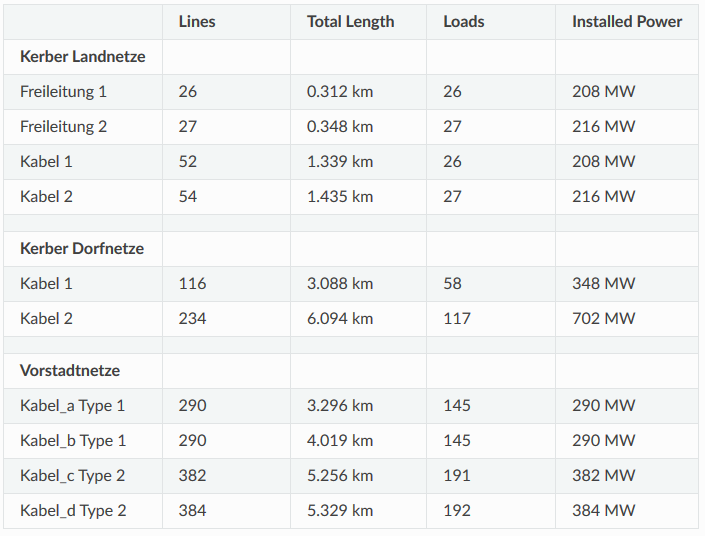 Lines Total Length Loads Installed Power
Kerber Landnetze
Freileitung 1 26 0.312 km 26 208 MW
Freileitung 2 27 0.348 km 27 216 MW
Kabel 1 52 1.339 km 26 208 MW
Kabel 2 54 1.435 km 27 216 MW
Kerber Dorfnetze
Kabel 1 116 3.088 km 58 348 MW
Kabel 2 234 6.094 km 117 702 MW
Vorstadtnetze
Kabel_a Type 1 290 3.296 km 145 290 MW
Kabel_b Type 1 290 4.019 km 145 290 MW
Kabel_c Type 2 382 5.256 km 191 382 MW
Kabel_d Type 2 384 5.329 km 192 384 MW